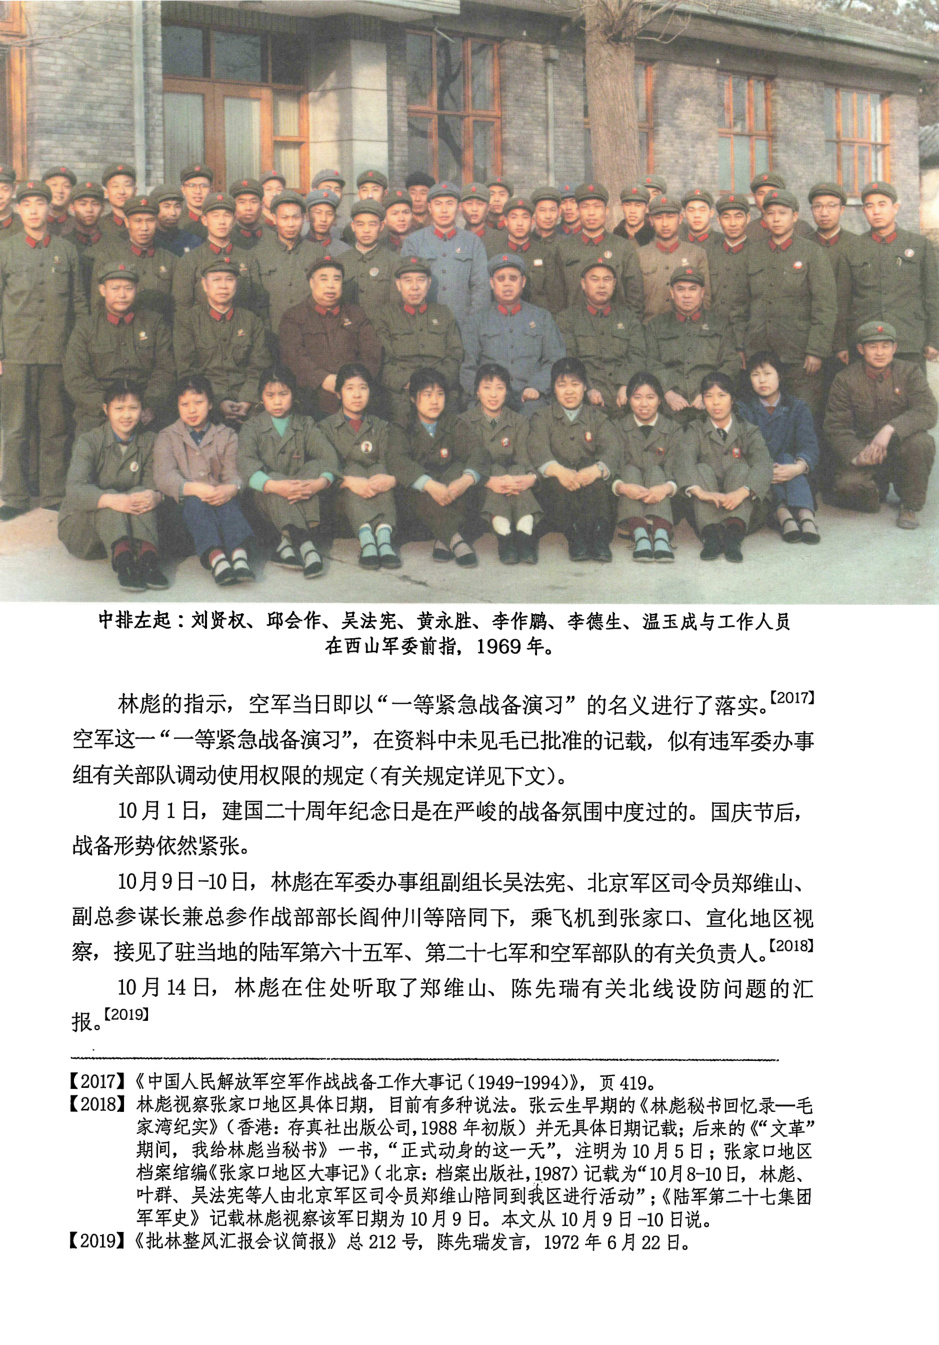 中排左起：刘贤权、邱会作、吴法宪、黄永胜、李作鹏、李德生、温玉成与工作人员
在西山军委前指，1969 年。
林彪的指示，空军当日即以“一等紧急战备演习”的名义进行了落实。【2017】
空军这一“一等紧急战备演习”，在资料中未见毛已批准的记载，似有违军委办事
组有关部队调动使用权限的规定（有关规定详见下文）。
10 月 1 日，建国二十周年纪念日是在严峻的战备氛围中度过的。国庆节后，
战备形势依然紧张。
10 月 9 日-10 日，林彪在军委办事组副组长吴法宪、北京军区司令员郑维山、
副总参谋长兼总参作战部部长阎仲川等陪同下，乘飞机到张家口、宣化地区视
察，接见了驻当地的陆军第六十五军、第二十七军和空军部队的有关负责人。【2018】
10 月 14 日，林彪在住处听取了郑维山、陈先瑞有关北线设防问题的汇
报。【2019】
【2017】《中国人民解放军空军作战战备工作大事记（1949-1994）》，页 419。
【2018】林彪视察张家口地区具体日期，目前有多种说法。张云生早期的《林彪秘书回忆录—毛
家湾纪实》（香港：存真社出版公司,1988 年初版）并无具体日期记载；后来的《“文革”
期间，我给林彪当秘书》一书，“正式动身的这一天”，注明为 10 月 5 日；张家口地区
档案馆编《张家口地区大事记》（北京：档案出版社，1987）记载为“10月8-10日，林彪、
叶群、吴法宪等人由北京军区司令员郑维山陪同到我区进行活动”；《陆军第二十七集团
军军史》记载林彪视察该军日期为 10 月 9 日。本文从 10 月 9 日 -10 日说。
【2019】《批林整风汇报会议简报》总 212 号，陈先瑞发言，1972 年 6 月 22 日。